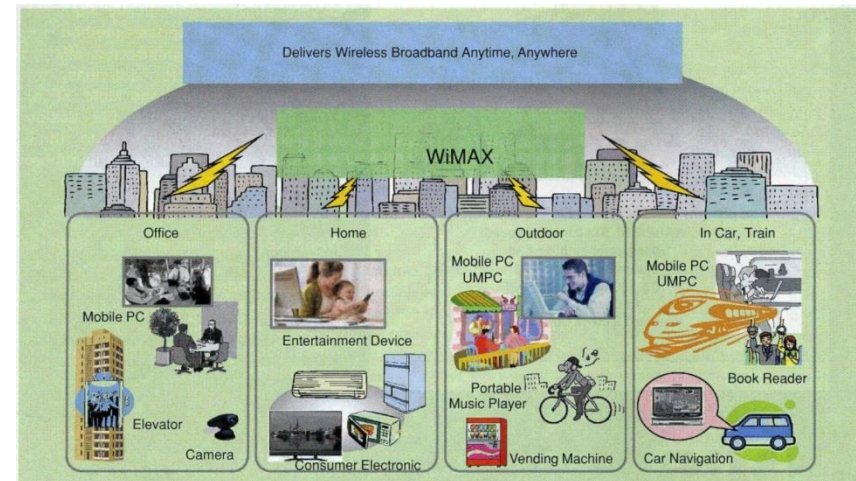 Delivers Wireless Broadband Anytime, Anywhere
WiMAX
Office
Mobile PC
Elevator
Camera
Home
Entertainment Device
Consumer Electronic
Outdoor
Mobile PC
UMPC
Portable
Music Player
Vending Machine
In Car, Train
Mobile PC
UMPC
Book Reader
Car Navigation